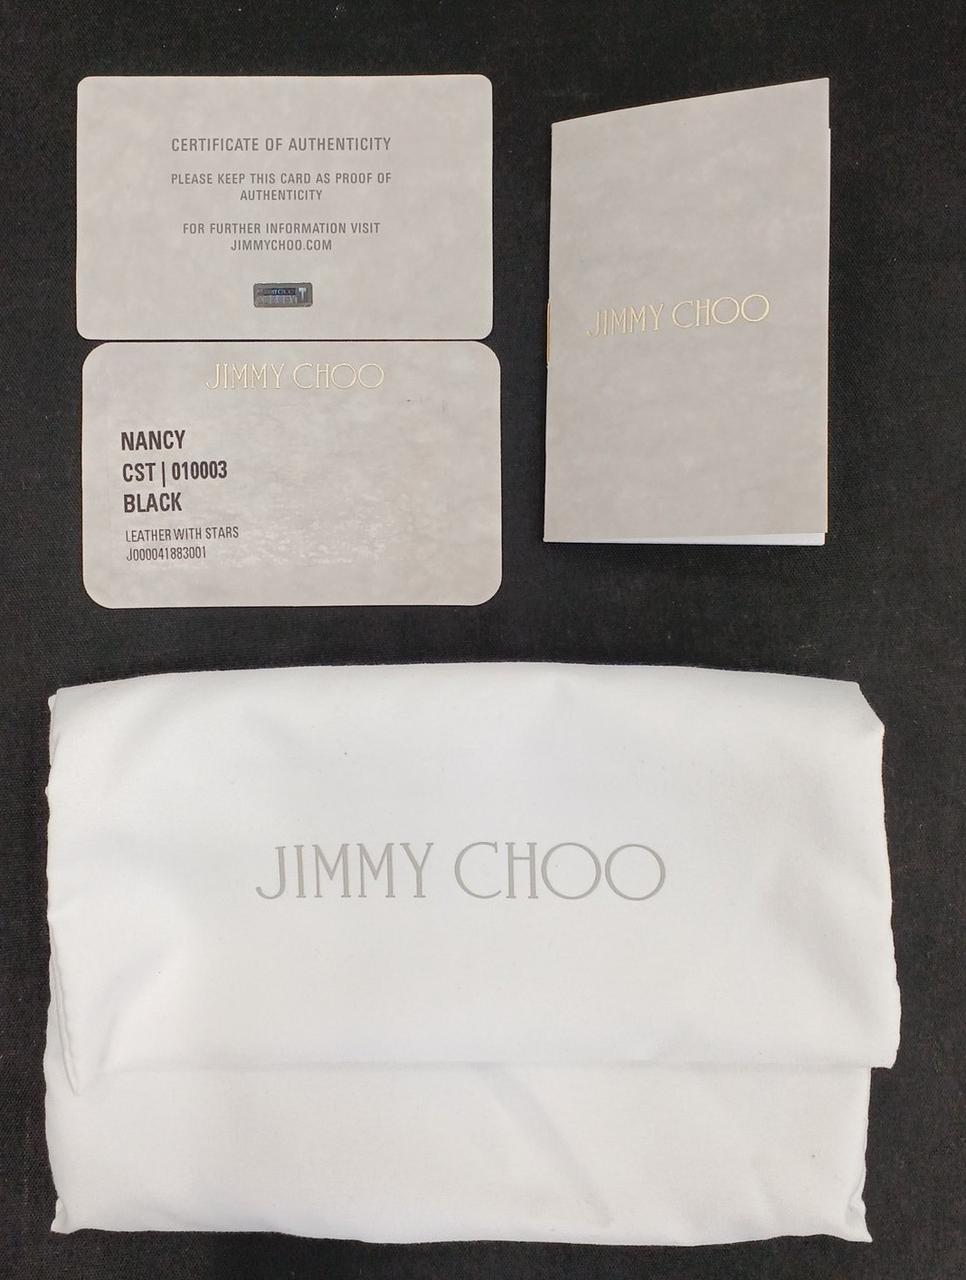 CERTIFICATE OF AUTHENTICITY
PLEASE KEEP THIS CARD AS PROOF OF
AUTHENTICITY
FOR FURTHER INFORMATION VISIT
JIMMYCHOO.COM
JIMMY CHOO
NANCY
CST | 010003
BLACK
LEATHER WITH STARS
J000041883001
JIMMY CHOO
JIMMY CHOO